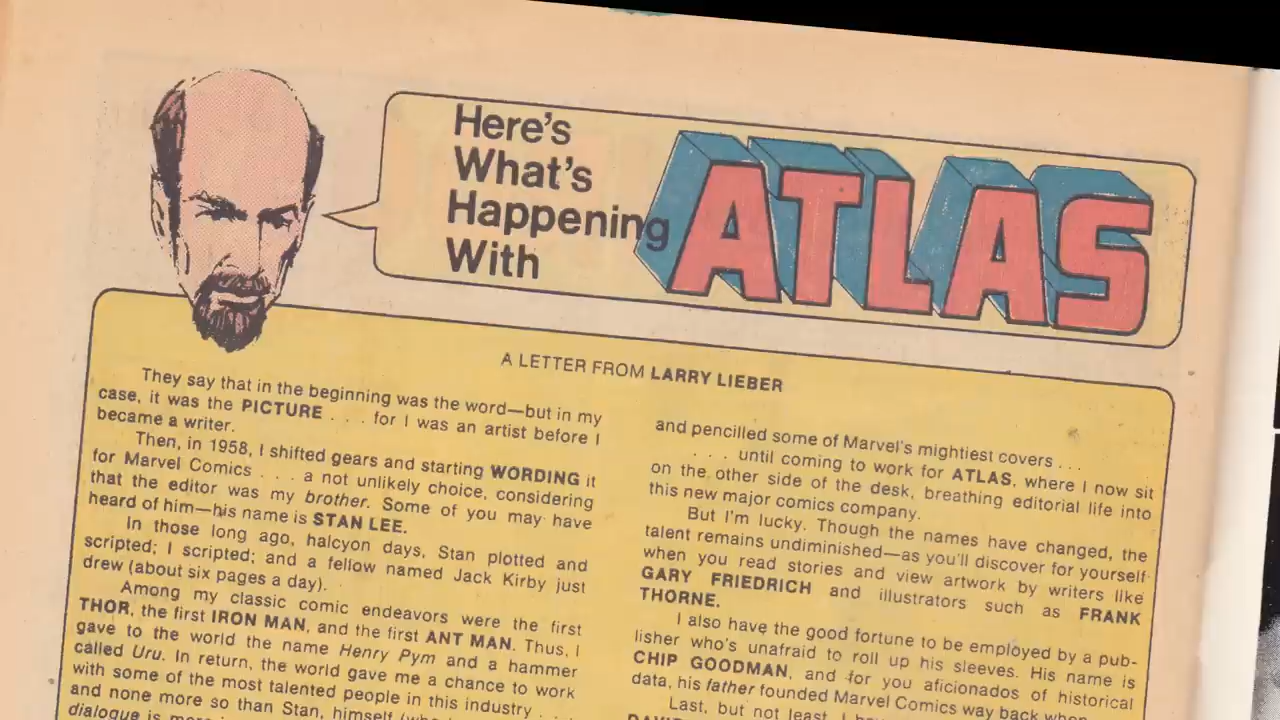 Here's
What's
Happening
With
ATLAS
A LETTER FROM LARRY LIEBER
They say that in the beginning was the word—but in my
case, it was the PICTURE . . . for I was an artist before I
became a writer.
Then, in 1958, I shifted gears and starting WORDING it
for Marvel Comics . . . a not unlikely choice, considering
that the editor was my brother. Some of you may have
heard of him—his name is STAN LEE.
In those long ago, halcyon days, Stan plotted and
scripted; I scripted; and a fellow named Jack Kirby just
drew (about six pages a day).
Among my classic comic endeavors were the first
THOR, the first IRON MAN, and the first ANT MAN. Thus, I
gave to the world the name Henry Pym and a hammer
called Uru. In return, the world gave me a chance to work
with some of the most talented people in this industry . . .
and none more so than Stan, himself
dialogue is
and pencilled some of Marvel's mightiest covers . . .
. . . . until coming to work for ATLAS, where I now sit
on the other side of the desk, breathing editorial life into
this new major comics company.
But I'm lucky. Though the names have changed, the
talent remains undiminished—as you'll discover for yourself
when you read stories and view artwork by writers like
GARY FRIEDRICH and illustrators such as FRANK
THORNE.
I also have the good fortune to be employed by a pub-
lisher who's unafraid to roll up his sleeves. His name is
CHIP GOODMAN, and for you aficionados of historical
data, his father founded Marvel Comics way back when.
Last, but not least, I